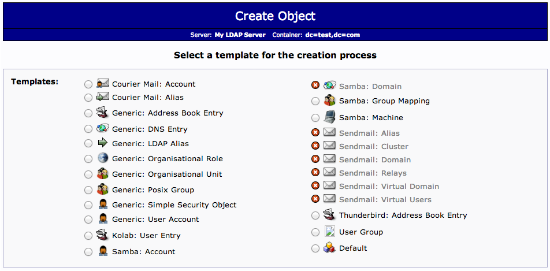 Create Object
Server: My LDAP Server Container: dc=test,dc=com
Select a template for the creation process
Templates:
Courier Mail: Account
Courier Mail: Alias
Generic: Address Book Entry
Generic: DNS Entry
Generic: LDAP Alias
Generic: Organisational Role
Generic: Organisational Unit
Generic: Posix Group
Generic: Simple Security Object
Generic: User Account
Kolab: User Entry
Samba: Account
Samba: Domain
Samba: Group Mapping
Samba: Machine
Sendmail: Alias
Sendmail: Cluster
Sendmail: Domain
Sendmail: Relays
Sendmail: Virtual Domain
Sendmail: Virtual Users
Thunderbird: Address Book Entry
User Group
Default